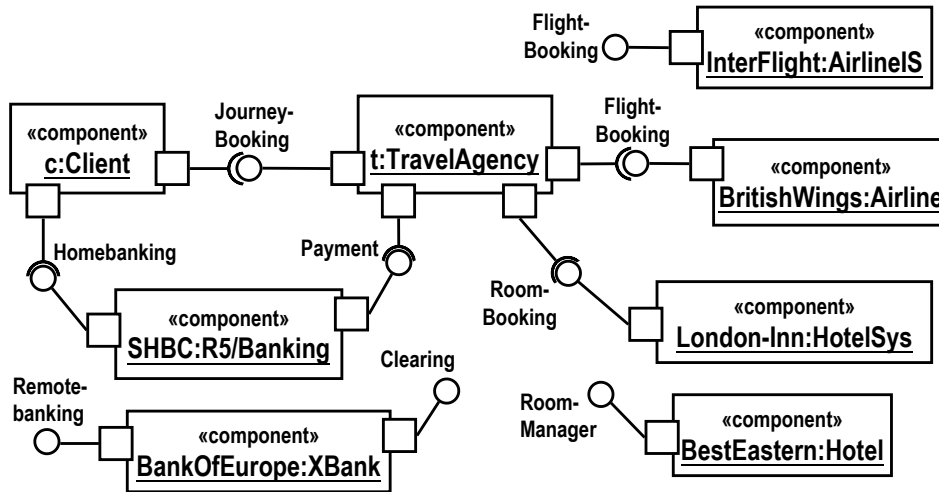 Flight-
Booking
«component»
InterFlight:AirlineIS
«component»
c:Client
Journey-
Booking
«component»
t:TravelAgency
Flight-
Booking
«component»
BritishWings:Airline
Homebanking
Payment
Room-
Booking
«component»
SHBC:R5/Banking
«component»
London-Inn:HotelSys
Clearing
Remote-
banking
«component»
BankOfEurope:XBank
Room-
Manager
«component»
BestEastern:Hotel